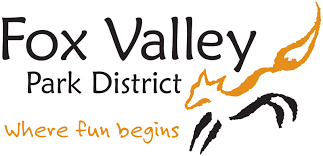 Fox Valley
Park District
Where fun begins